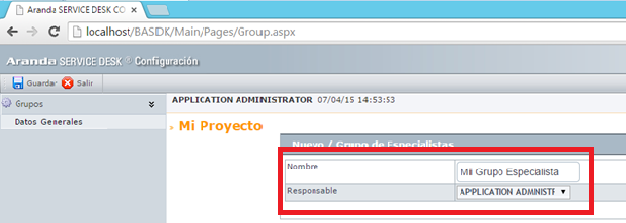 Aranda SERVICE DESK CO
localhost/BASDK/Main/Pages/Group.aspx
Aranda SERVICE DESK ® Configuración
Guardar Salir
Grupos
Datos Generales
APPLICATION ADMINISTRATOR 07/04/15 14:53:53
Mi Proyecto
Nuevo / Grupo de Especialistas
Nombre Mi Grupo Especialista
Responsable APPLICATION ADMINISTR